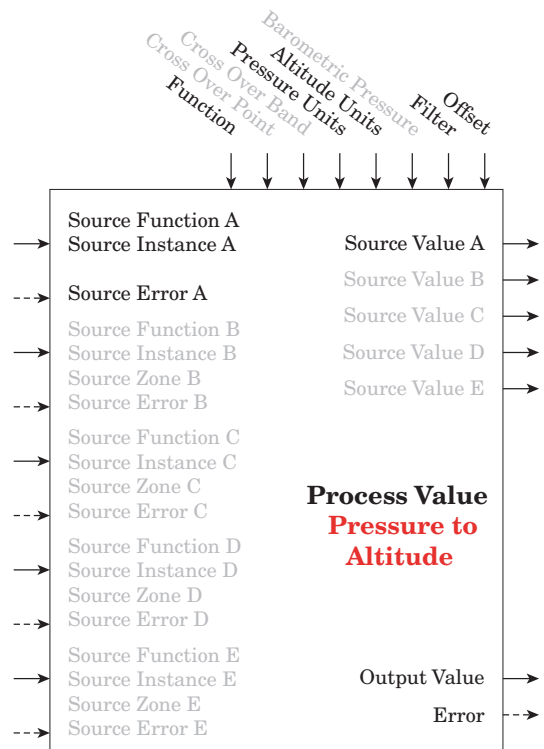 Function
Cross Over Point
Cross Over Band
Pressure Units
Altitude Units
Barometric Pressure
Filter
Offset
Source Function A
Source Instance A
Source Error A
Source Function B
Source Instance B
Source Zone B
Source Error B
Source Function C
Source Instance C
Source Zone C
Source Error C
Source Function D
Source Instance D
Source Zone D
Source Error D
Source Function E
Source Instance E
Source Zone E
Source Error E
Source Value A
Source Value B
Source Value C
Source Value D
Source Value E
Process Value
Pressure to
Altitude
Output Value
Error